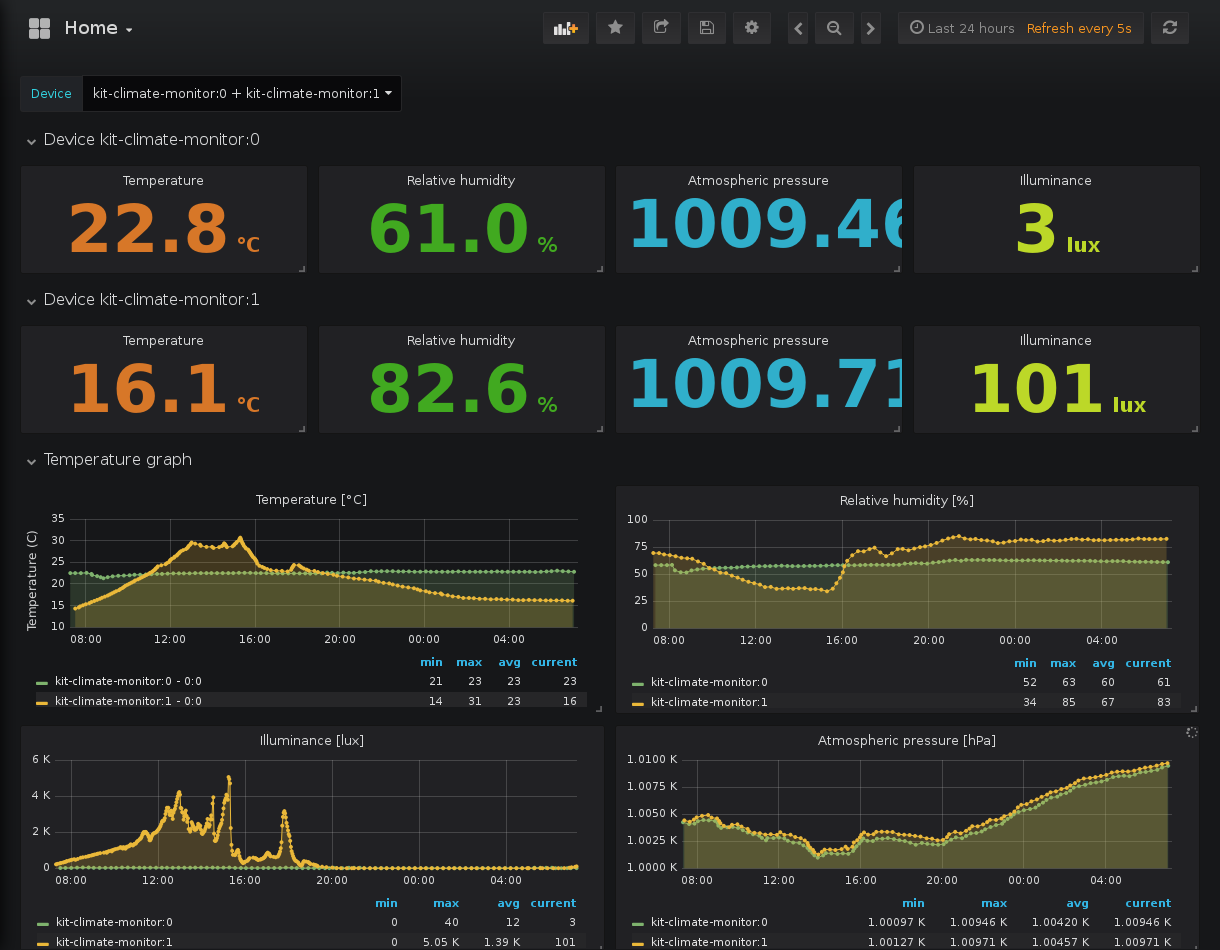 Home
Last 24 hours Refresh every 5s
Device kit-climate-monitor:0 + kit-climate-monitor:1
Device kit-climate-monitor:0
Temperature Relative humidity Atmospheric pressure Illuminance
22.8 °C 61.0 % 1009.46 3 lux
Device kit-climate-monitor:1
Temperature Relative humidity Atmospheric pressure Illuminance
16.1 °C 82.6 % 1009.71 101 lux
Temperature graph
Temperature [°C]
Temperature (C)
35
30
25
20
15
10
08:00 12:00 16:00 20:00 00:00 04:00
min max avg current
kit-climate-monitor:0 - 0:0 21 23 23 23
kit-climate-monitor:1 - 0:0 14 31 23 16
Relative humidity [%]
100
75
50
25
0
08:00 12:00 16:00 20:00 00:00 04:00
min max avg current
kit-climate-monitor:0 52 63 60 61
kit-climate-monitor:1 34 85 67 83
Illuminance [lux]
6 K
4 K
2 K
0
08:00 12:00 16:00 20:00 00:00 04:00
min max avg current
kit-climate-monitor:0 0 40 12 3
kit-climate-monitor:1 0 5.05 K 1.39 K 101
Atmospheric pressure [hPa]
1.0100 K
1.0075 K
1.0050 K
1.0025 K
1.0000 K
08:00 12:00 16:00 20:00 00:00 04:00
min max avg current
kit-climate-monitor:0 1.00097 K 1.00946 K 1.00420 K 1.00946 K
kit-climate-monitor:1 1.00127 K 1.00971 K 1.00457 K 1.00971 K